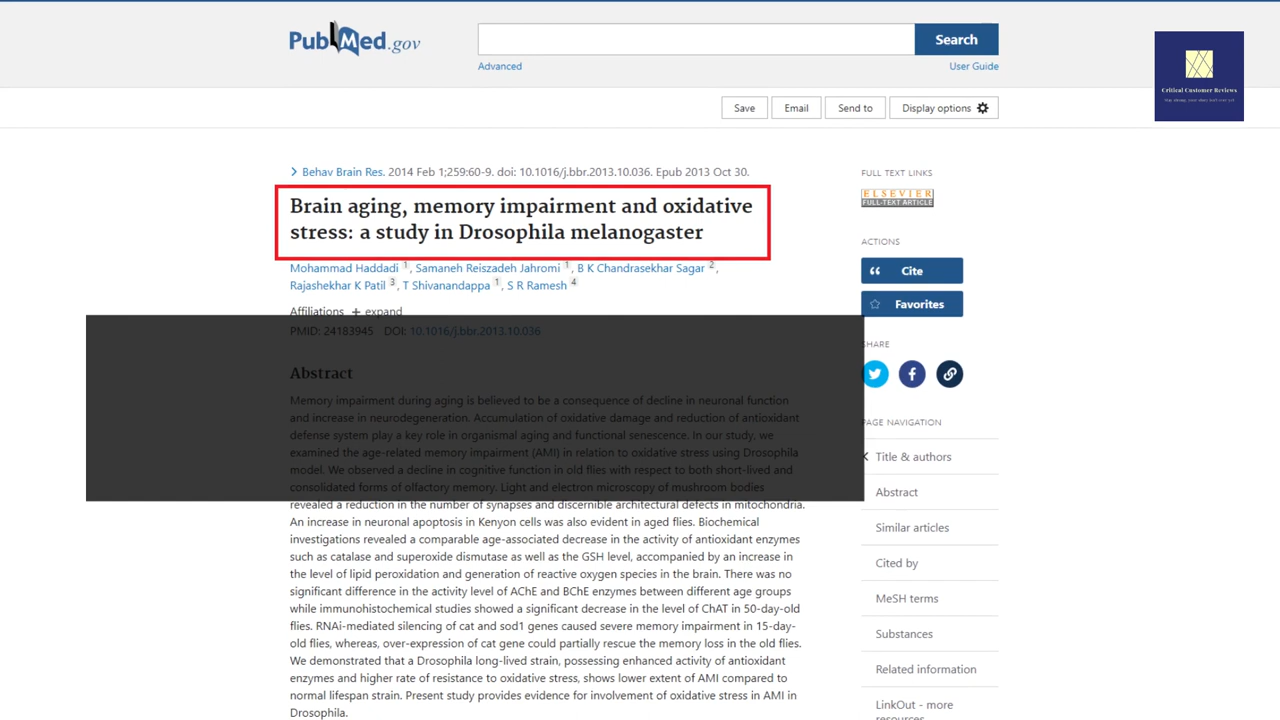 PubMed.gov
Search
Advanced
User Guide
Critical Customer Reviews
Save
Email
Send to
Display options
Behav Brain Res. 2014 Feb 1;259:60-9. doi: 10.1016/j.bbr.2013.10.036. Epub 2013 Oct 30.
Brain aging, memory impairment and oxidative
stress: a study in Drosophila melanogaster
Mohammad Haddadi 1, Samaneh Reiszadeh Jahromi 1, B K Chandrasekhar Sagar 2,
Rajashekhar K Patil 3, T Shivanandappa 1, S R Ramesh 4
Affiliations + expand
PMID: 24183945 DOI: 10.1016/j.bbr.2013.10.036
Abstract
Memory impairment during aging is believed to be a consequence of decline in neuronal function
and increase in neurodegeneration. Accumulation of oxidative damage and reduction of antioxidant
defense system play a key role in organismal aging and functional senescence. In our study, we
examined the age-related memory impairment (AMI) in relation to oxidative stress using Drosophila
model. We observed a decline in cognitive function in old flies with respect to both short-lived and
consolidated forms of olfactory memory. Light and electron microscopy of mushroom bodies
revealed a reduction in the number of synapses and discernible architectural defects in mitochondria.
An increase in neuronal apoptosis in Kenyon cells was also evident in aged flies. Biochemical
investigations revealed a comparable age-associated decrease in the activity of antioxidant enzymes
such as catalase and superoxide dismutase as well as the GSH level, accompanied by an increase in
the level of lipid peroxidation and generation of reactive oxygen species in the brain. There was no
significant difference in the activity level of AChE and BChE enzymes between different age groups
while immunohistochemical studies showed a significant decrease in the level of ChAT in 50-day-old
flies. RNAi-mediated silencing of cat and sod1 genes caused severe memory impairment in 15-day-
old flies, whereas, over-expression of cat gene could partially rescue the memory loss in the old flies.
We demonstrated that a Drosophila long-lived strain, possessing enhanced activity of antioxidant
enzymes and higher rate of resistance to oxidative stress, shows lower extent of AMI compared to
normal lifespan strain. Present study provides evidence for involvement of oxidative stress in AMI in
Drosophila.
FULL TEXT LINKS
ELSEVIER
FULL-TEXT ARTICLE
ACTIONS
Cite
Favorites
SHARE
PAGE NAVIGATION
Title & authors
Abstract
Similar articles
Cited by
MeSH terms
Substances
Related information
LinkOut - more
resources